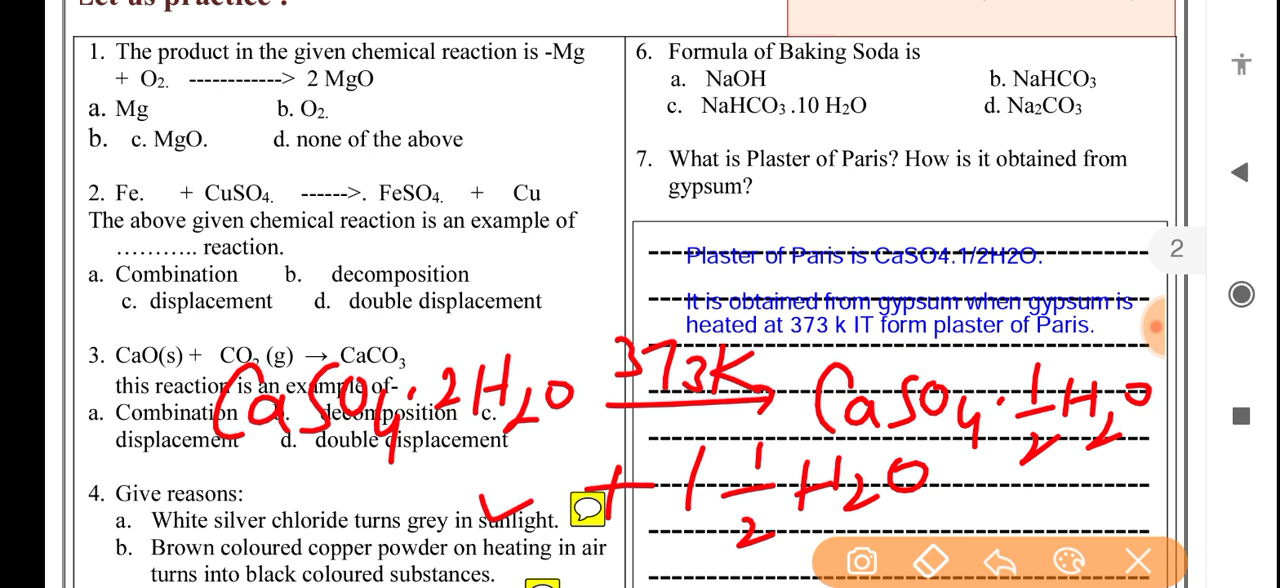 Let us practice :
1. The product in the given chemical reaction is -Mg
+ O₂. ------------> 2 MgO
a. Mg b. O₂.
b. c. MgO. d. none of the above
2. Fe. + CuSO₄. ------>. FeSO₄. + Cu
The above given chemical reaction is an example of
……….. reaction.
a. Combination b. decomposition
c. displacement d. double displacement
3. CaO(s) + CO₂ (g) → CaCO₃
this reaction is an example of-
a. Combination b. decomposition c.
displacement d. double displacement
4. Give reasons:
a. White silver chloride turns grey in sunlight.
b. Brown coloured copper powder on heating in air
turns into black coloured substances.
6. Formula of Baking Soda is
a. NaOH b. NaHCO₃
c. NaHCO₃ .10 H₂O d. Na₂CO₃
7. What is Plaster of Paris? How is it obtained from
gypsum?
Plaster of Paris is CaSO4.1/2H2O.
It is obtained from gypsum when gypsum is
heated at 373 k IT form plaster of Paris.
CaSO₄·2H₂O 373K → CaSO₄·1/2H₂O
+ 1 1/2 H₂O
2